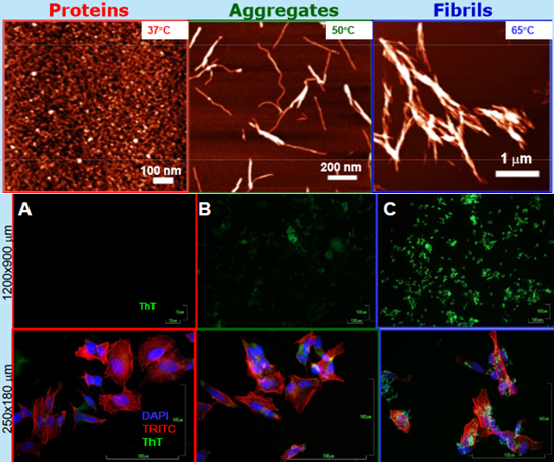 Proteins Aggregates Fibrils
37°C 50°C 65°C
100 nm 200 nm 1 μm
A B C
1200x900 μm
ThT
250x180 μm
DAPI
TRITC
ThT